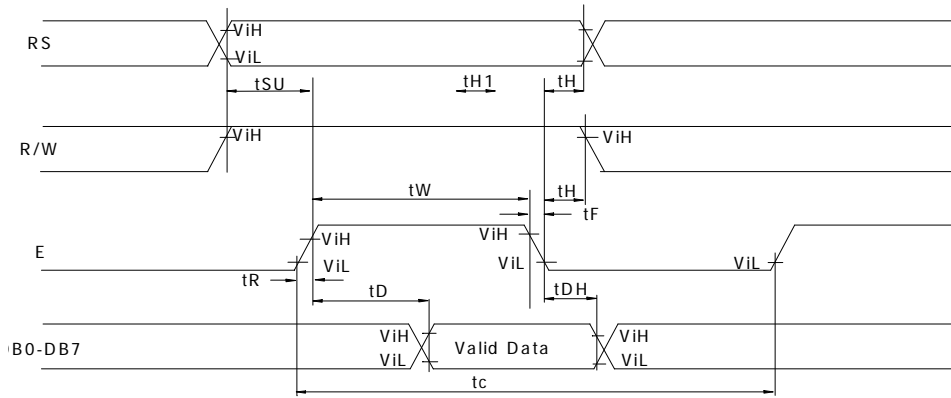 ViH
RS
ViL
tSU tH1 tH
ViH ViH
R/W
tW tH
tF
ViH ViH
E
ViL ViL ViL
tR
tD tDH
ViH ViH
DB0-DB7 Valid Data
ViL ViL
tc